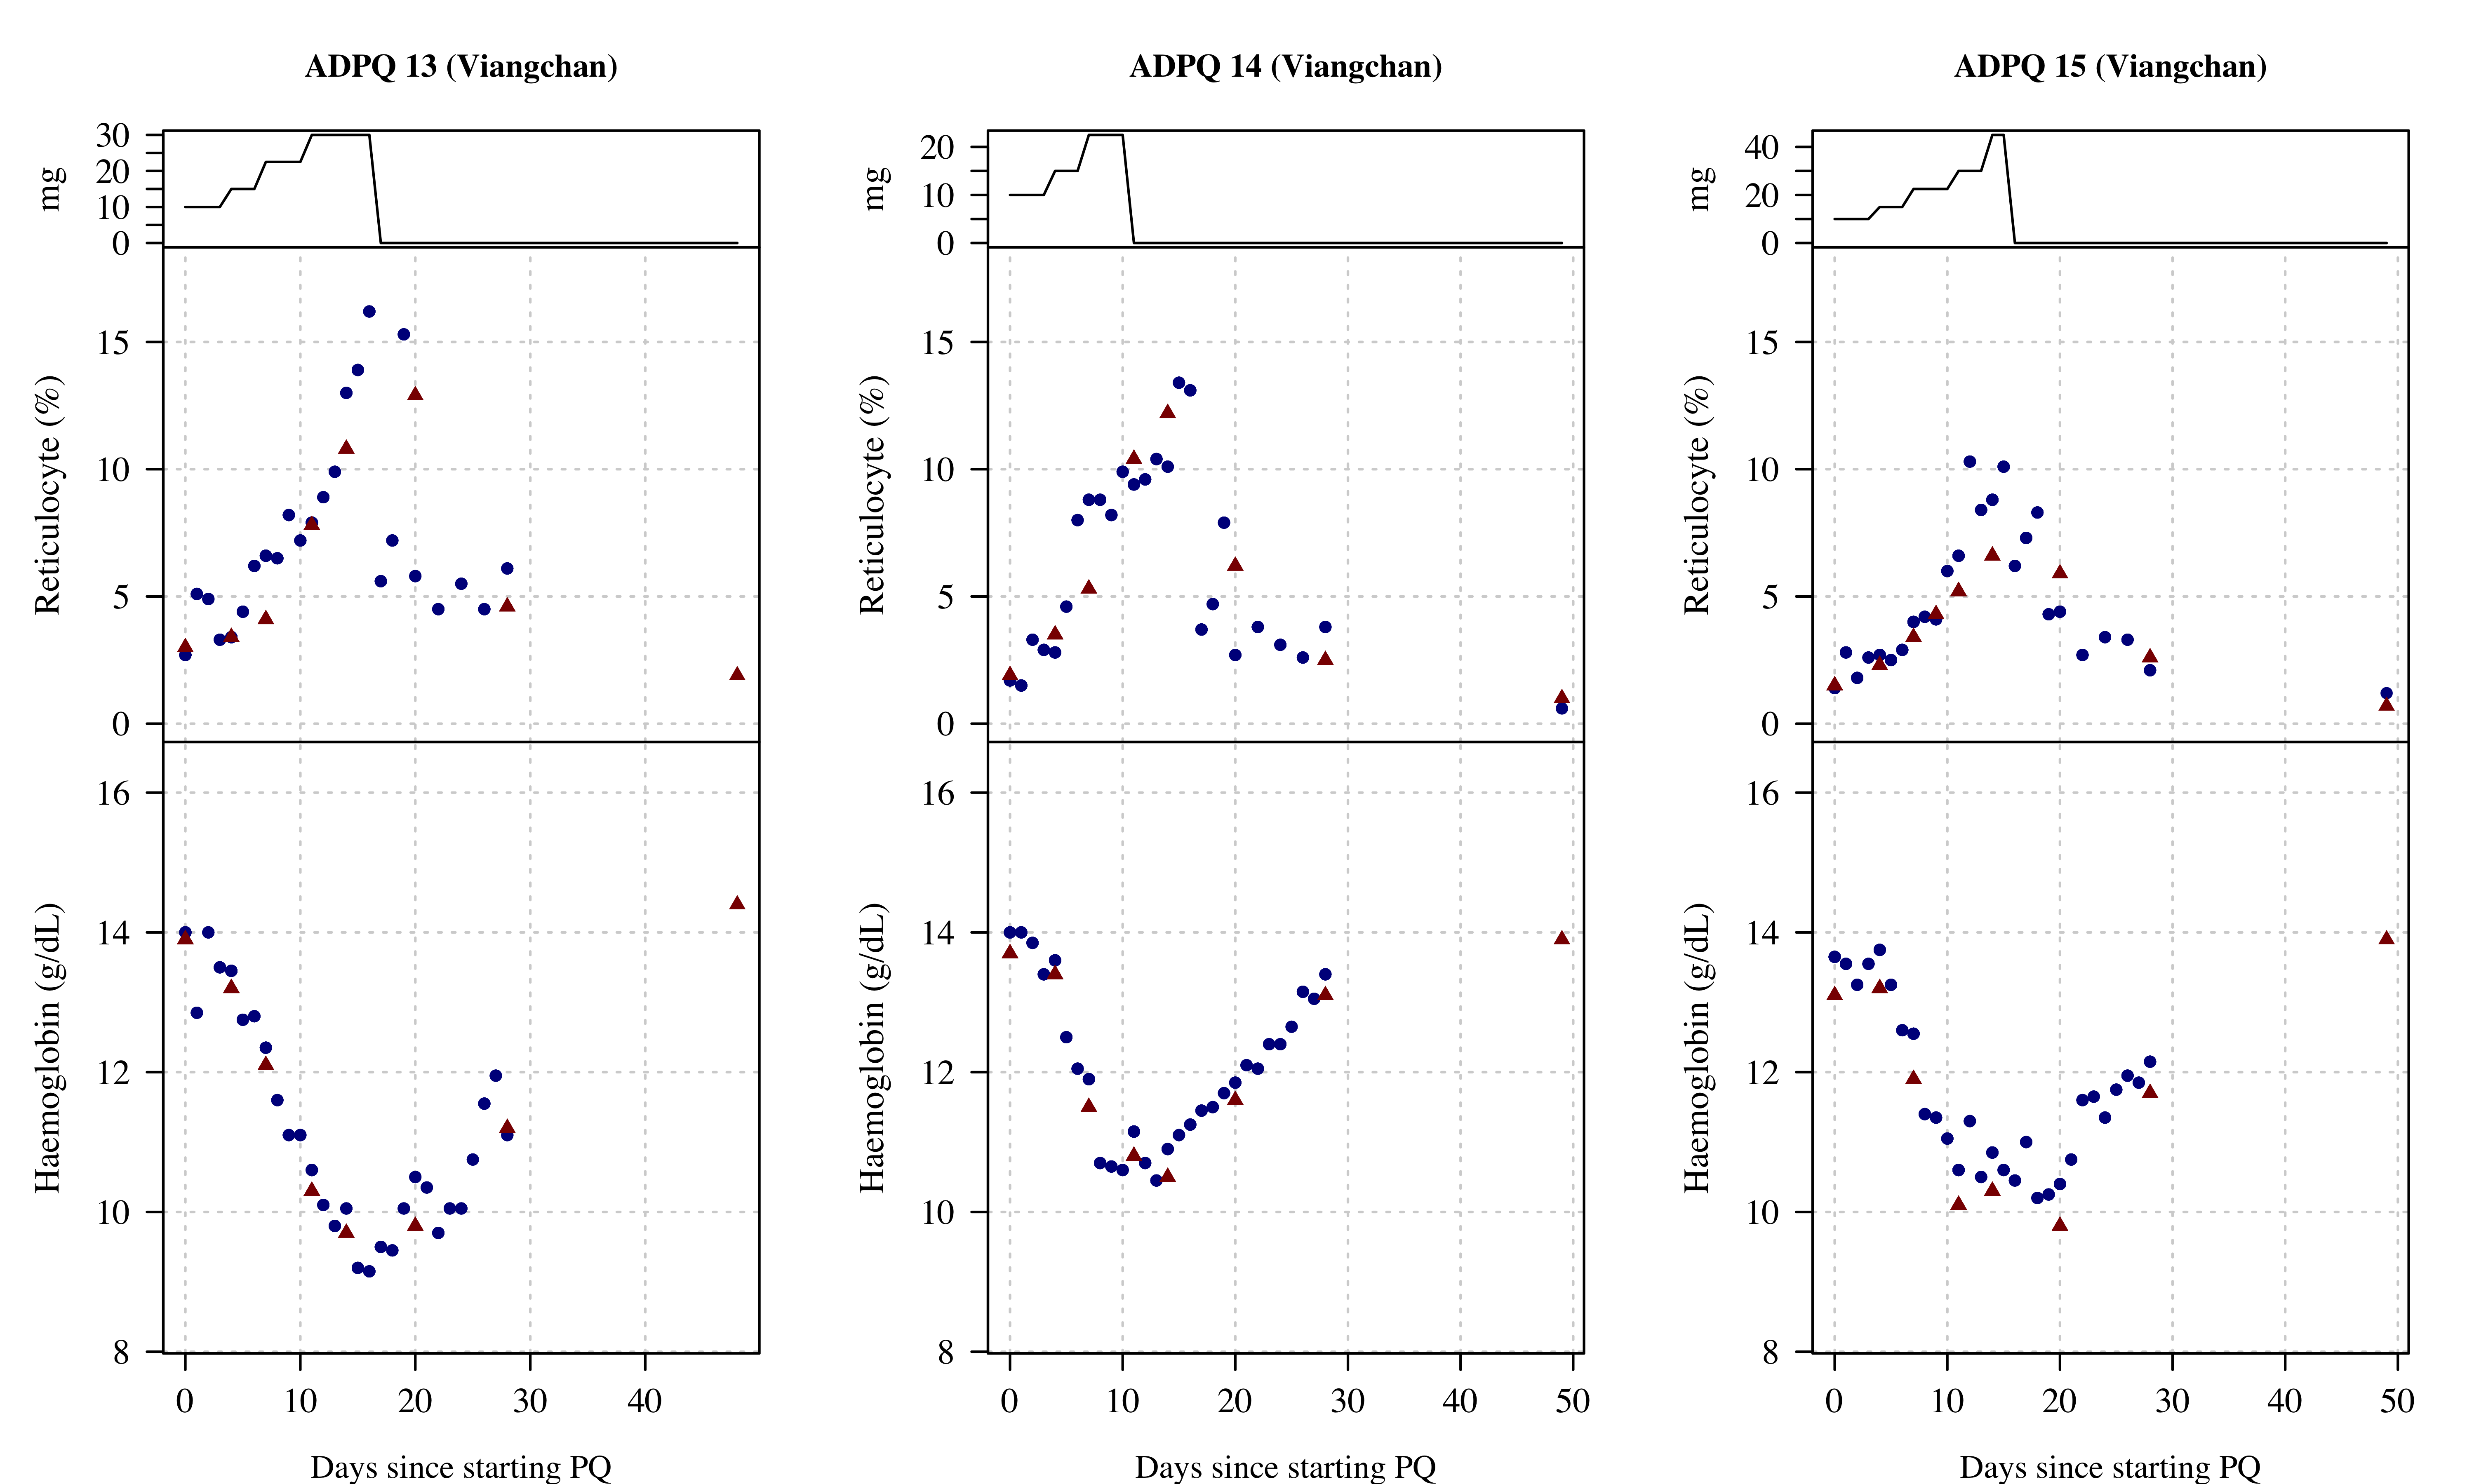 ADPQ 13 (Viangchan)
mg
30
20
10
0
Reticulocyte (%)
15
10
5
0
Haemoglobin (g/dL)
16
14
12
10
8
0 10 20 30 40
Days since starting PQ
ADPQ 14 (Viangchan)
mg
20
10
0
Reticulocyte (%)
15
10
5
0
Haemoglobin (g/dL)
16
14
12
10
8
0 10 20 30 40 50
Days since starting PQ
ADPQ 15 (Viangchan)
mg
40
20
0
Reticulocyte (%)
15
10
5
0
Haemoglobin (g/dL)
16
14
12
10
8
0 10 20 30 40 50
Days since starting PQ